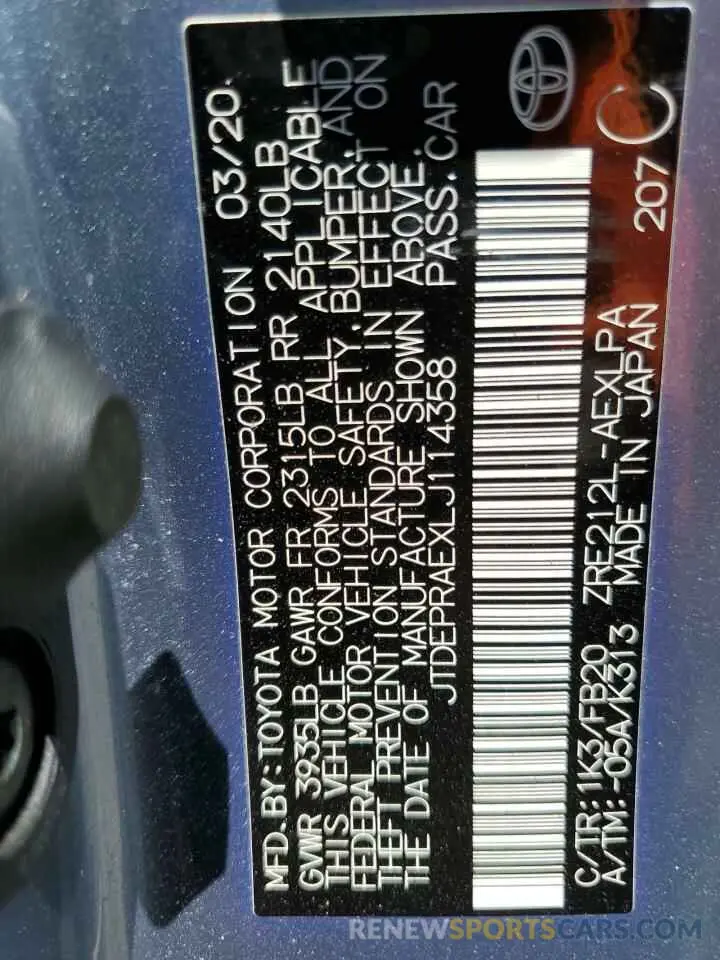 MFD. BY: TOYOTA MOTOR CORPORATION 03/20
GVWR 3935LB GAWR FR 2315LB RR 2140LB
THIS VEHICLE CONFORMS TO ALL APPLICABLE
FEDERAL MOTOR VEHICLE SAFETY, BUMPER, AND
THEFT PREVENTION STANDARDS IN EFFECT ON
THE DATE OF MANUFACTURE SHOWN ABOVE.
JTDEPRAEXLJ114358 PASS. CAR
C/TR: 1K3/FB20 ZRE212L-AEXLPA 207 C
A/TM: -05A/K313 MADE IN JAPAN
RENEWSPORTSCARS.COM